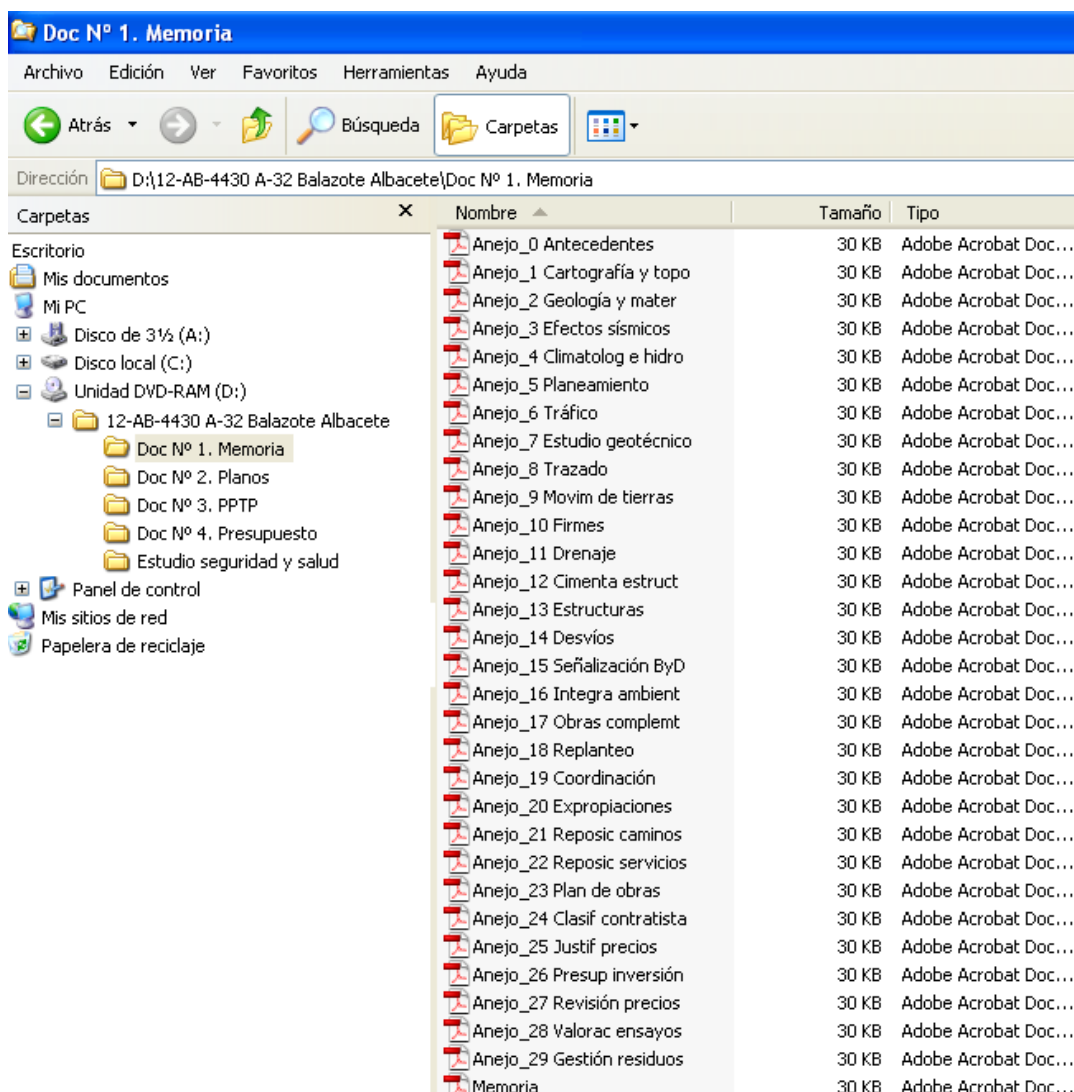 Doc Nº 1. Memoria
Archivo Edición Ver Favoritos Herramientas Ayuda
Atrás Búsqueda Carpetas
Dirección D:\12-AB-4430 A-32 Balazote Albacete\Doc Nº 1. Memoria
Carpetas
Escritorio
Mis documentos
Mi PC
Disco de 3½ (A:)
Disco local (C:)
Unidad DVD-RAM (D:)
12-AB-4430 A-32 Balazote Albacete
Doc Nº 1. Memoria
Doc Nº 2. Planos
Doc Nº 3. PPTP
Doc Nº 4. Presupuesto
Estudio seguridad y salud
Panel de control
Mis sitios de red
Papelera de reciclaje
Nombre Tamaño Tipo
Anejo_0 Antecedentes 30 KB Adobe Acrobat Doc...
Anejo_1 Cartografía y topo 30 KB Adobe Acrobat Doc...
Anejo_2 Geología y mater 30 KB Adobe Acrobat Doc...
Anejo_3 Efectos sísmicos 30 KB Adobe Acrobat Doc...
Anejo_4 Climatolog e hidro 30 KB Adobe Acrobat Doc...
Anejo_5 Planeamiento 30 KB Adobe Acrobat Doc...
Anejo_6 Tráfico 30 KB Adobe Acrobat Doc...
Anejo_7 Estudio geotécnico 30 KB Adobe Acrobat Doc...
Anejo_8 Trazado 30 KB Adobe Acrobat Doc...
Anejo_9 Movim de tierras 30 KB Adobe Acrobat Doc...
Anejo_10 Firmes 30 KB Adobe Acrobat Doc...
Anejo_11 Drenaje 30 KB Adobe Acrobat Doc...
Anejo_12 Cimenta estruct 30 KB Adobe Acrobat Doc...
Anejo_13 Estructuras 30 KB Adobe Acrobat Doc...
Anejo_14 Desvíos 30 KB Adobe Acrobat Doc...
Anejo_15 Señalización ByD 30 KB Adobe Acrobat Doc...
Anejo_16 Integra ambient 30 KB Adobe Acrobat Doc...
Anejo_17 Obras complemt 30 KB Adobe Acrobat Doc...
Anejo_18 Replanteo 30 KB Adobe Acrobat Doc...
Anejo_19 Coordinación 30 KB Adobe Acrobat Doc...
Anejo_20 Expropiaciones 30 KB Adobe Acrobat Doc...
Anejo_21 Reposic caminos 30 KB Adobe Acrobat Doc...
Anejo_22 Reposic servicios 30 KB Adobe Acrobat Doc...
Anejo_23 Plan de obras 30 KB Adobe Acrobat Doc...
Anejo_24 Clasif contratista 30 KB Adobe Acrobat Doc...
Anejo_25 Justif precios 30 KB Adobe Acrobat Doc...
Anejo_26 Presup inversión 30 KB Adobe Acrobat Doc...
Anejo_27 Revisión precios 30 KB Adobe Acrobat Doc...
Anejo_28 Valorac ensayos 30 KB Adobe Acrobat Doc...
Anejo_29 Gestión residuos 30 KB Adobe Acrobat Doc...
Memoria 30 KB Adobe Acrobat Doc...